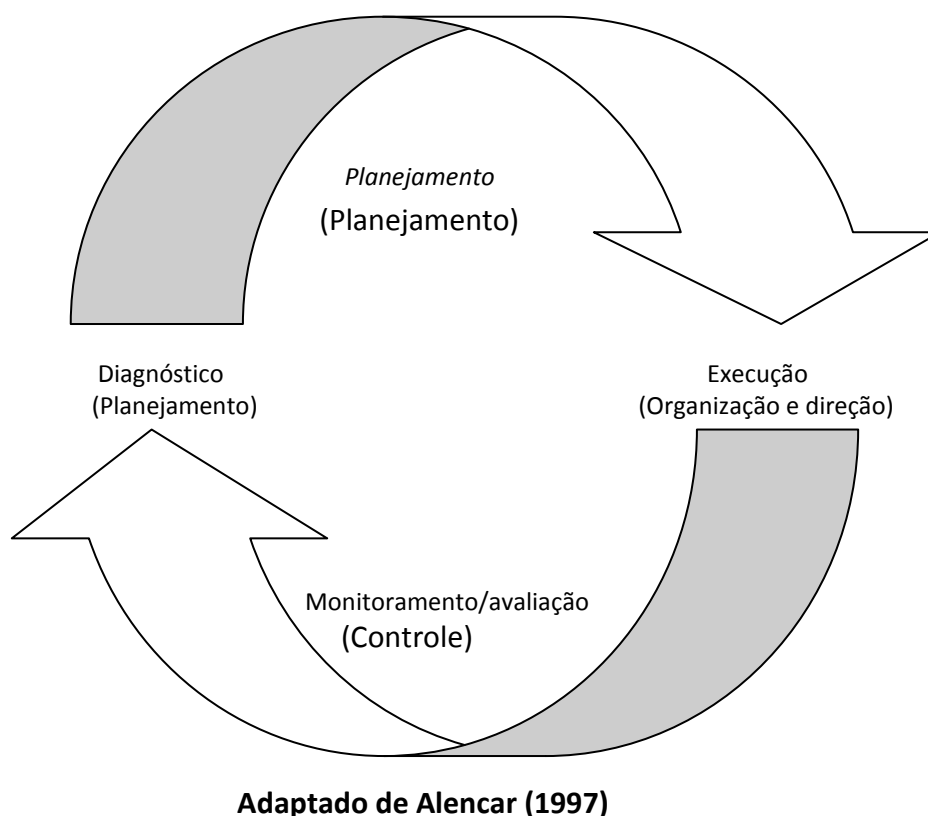 Planejamento
(Planejamento)
Diagnóstico
(Planejamento)
Execução
(Organização e direção)
Monitoramento/avaliação
(Controle)
Adaptado de Alencar (1997)